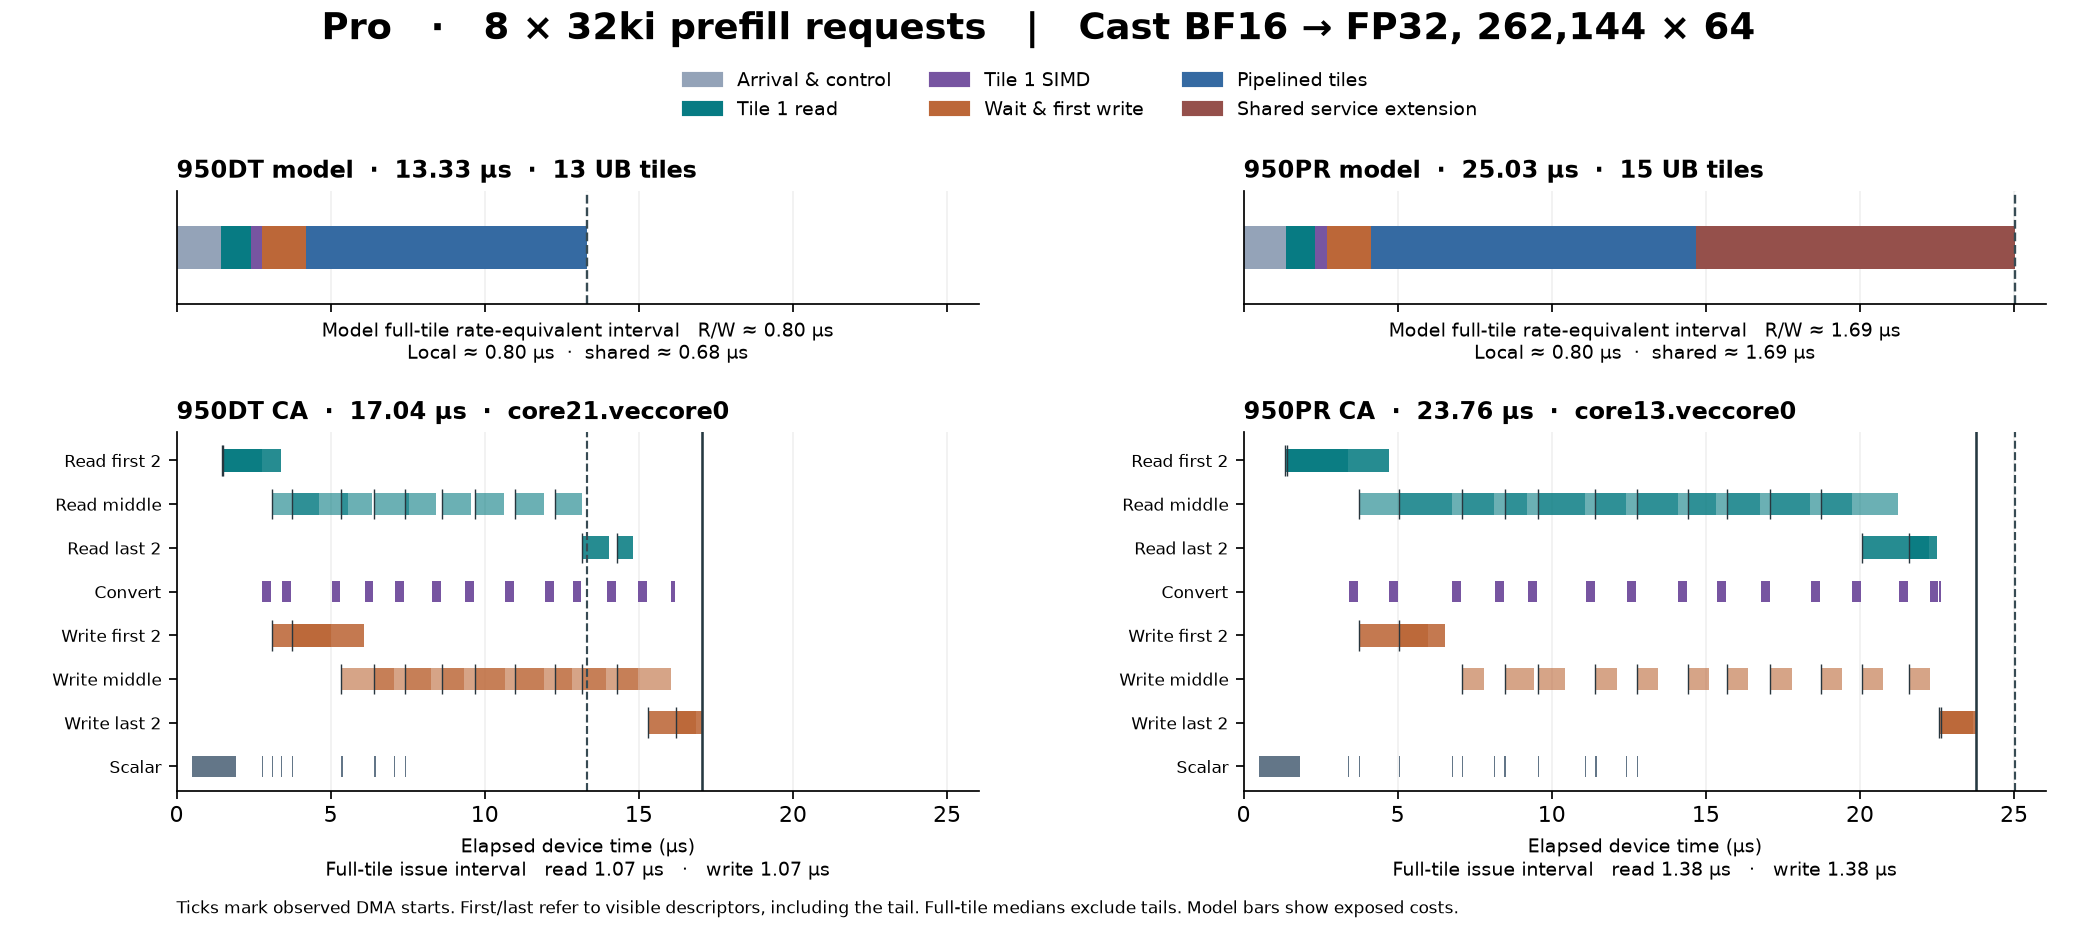 Pro · 8 × 32ki prefill requests | Cast BF16 → FP32, 262,144 × 64
Arrival & control
Tile 1 SIMD
Pipelined tiles
Tile 1 read
Wait & first write
Shared service extension
950DT model · 13.33 µs · 13 UB tiles
Model full-tile rate-equivalent interval R/W ≈ 0.80 µs
Local ≈ 0.80 µs · shared ≈ 0.68 µs
950PR model · 25.03 µs · 15 UB tiles
Model full-tile rate-equivalent interval R/W ≈ 1.69 µs
Local ≈ 0.80 µs · shared ≈ 1.69 µs
950DT CA · 17.04 µs · core21.veccore0
Read first 2
Read middle
Read last 2
Convert
Write first 2
Write middle
Write last 2
Scalar
0 5 10 15 20 25
Elapsed device time (µs)
Full-tile issue interval read 1.07 µs · write 1.07 µs
950PR CA · 23.76 µs · core13.veccore0
Read first 2
Read middle
Read last 2
Convert
Write first 2
Write middle
Write last 2
Scalar
0 5 10 15 20 25
Elapsed device time (µs)
Full-tile issue interval read 1.38 µs · write 1.38 µs
Ticks mark observed DMA starts. First/last refer to visible descriptors, including the tail. Full-tile medians exclude tails. Model bars show exposed costs.